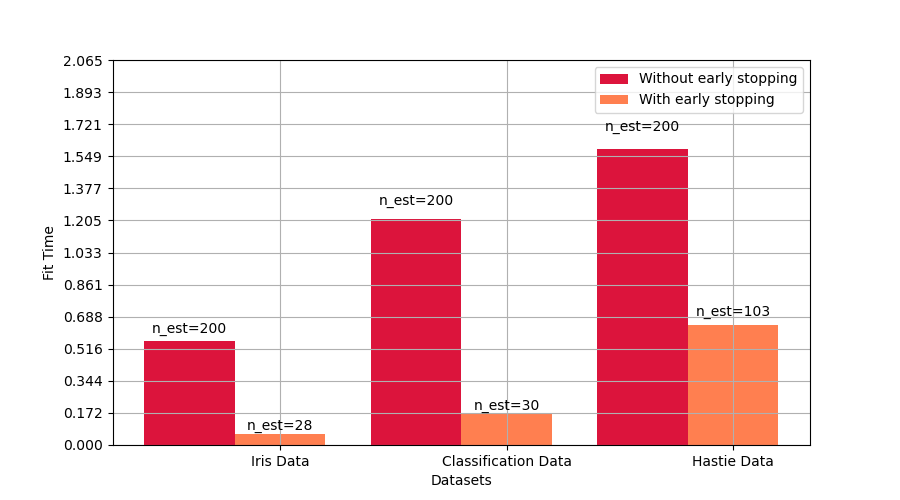 2.065
1.893
1.721
1.549
1.377
1.205
1.033
0.861
0.688
0.516
0.344
0.172
0.000
Fit Time
Without early stopping
With early stopping
n_est=200
n_est=200
n_est=103
n_est=200
n_est=30
n_est=28
Iris Data
Classification Data
Hastie Data
Datasets